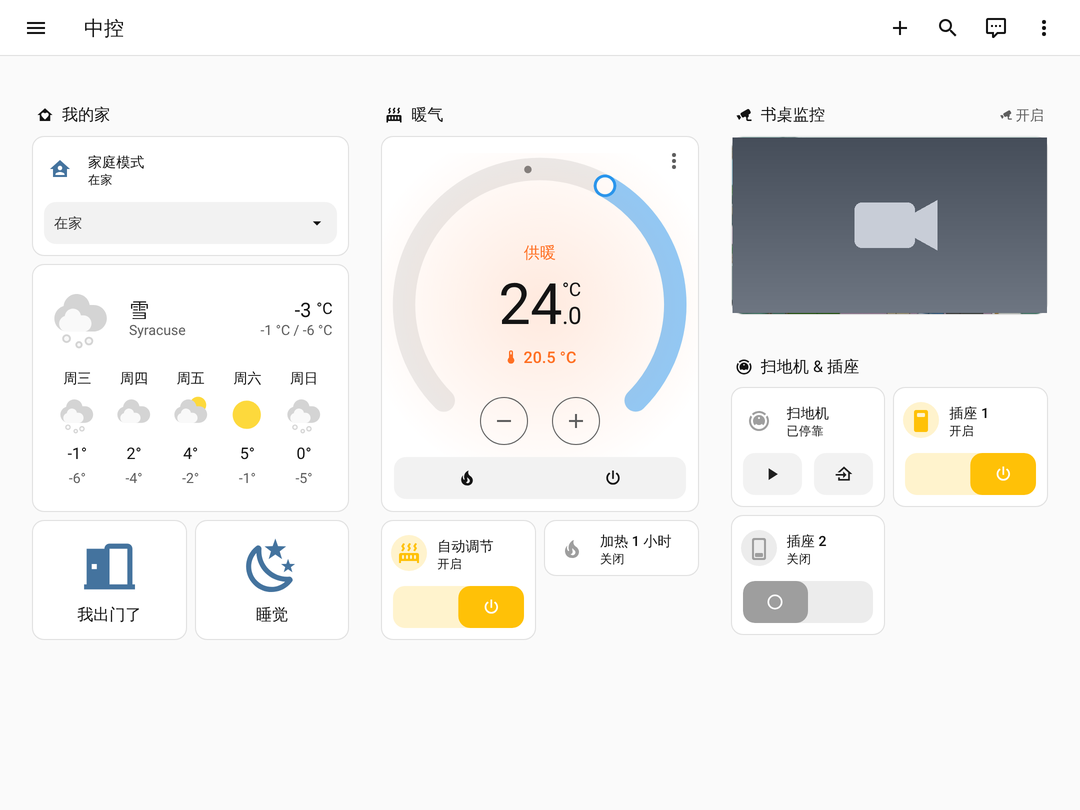 中控
我的家
家庭模式
在家
在家
雪
Syracuse
-3 °C
-1 °C / -6 °C
周三 周四 周五 周六 周日
-1° 2° 4° 5° 0°
-6° -4° -2° -1° -5°
我出门了
睡觉
暖气
供暖
24.0 °C
20.5 °C
自动调节
开启
加热 1 小时
关闭
书桌监控
开启
扫地机 & 插座
扫地机
已停靠
插座 1
开启
插座 2
关闭